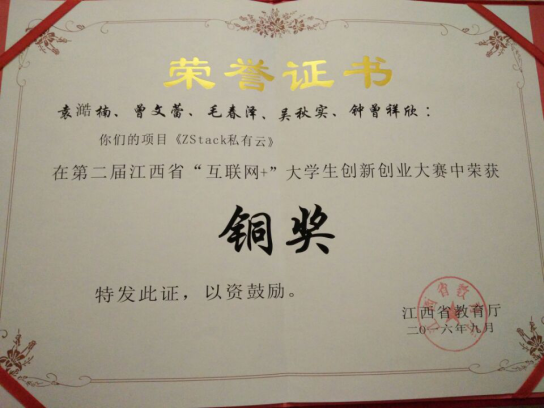 荣誉证书
袁澔楠、曾文蕾、毛春泽、吴秋实、钟曾祥欣：
你们的项目《ZStack私有云》
在第二届江西省“互联网+”大学生创新创业大赛中荣获
铜奖
特发此证，以资鼓励。
江西省教育厅
二〇一六年九月